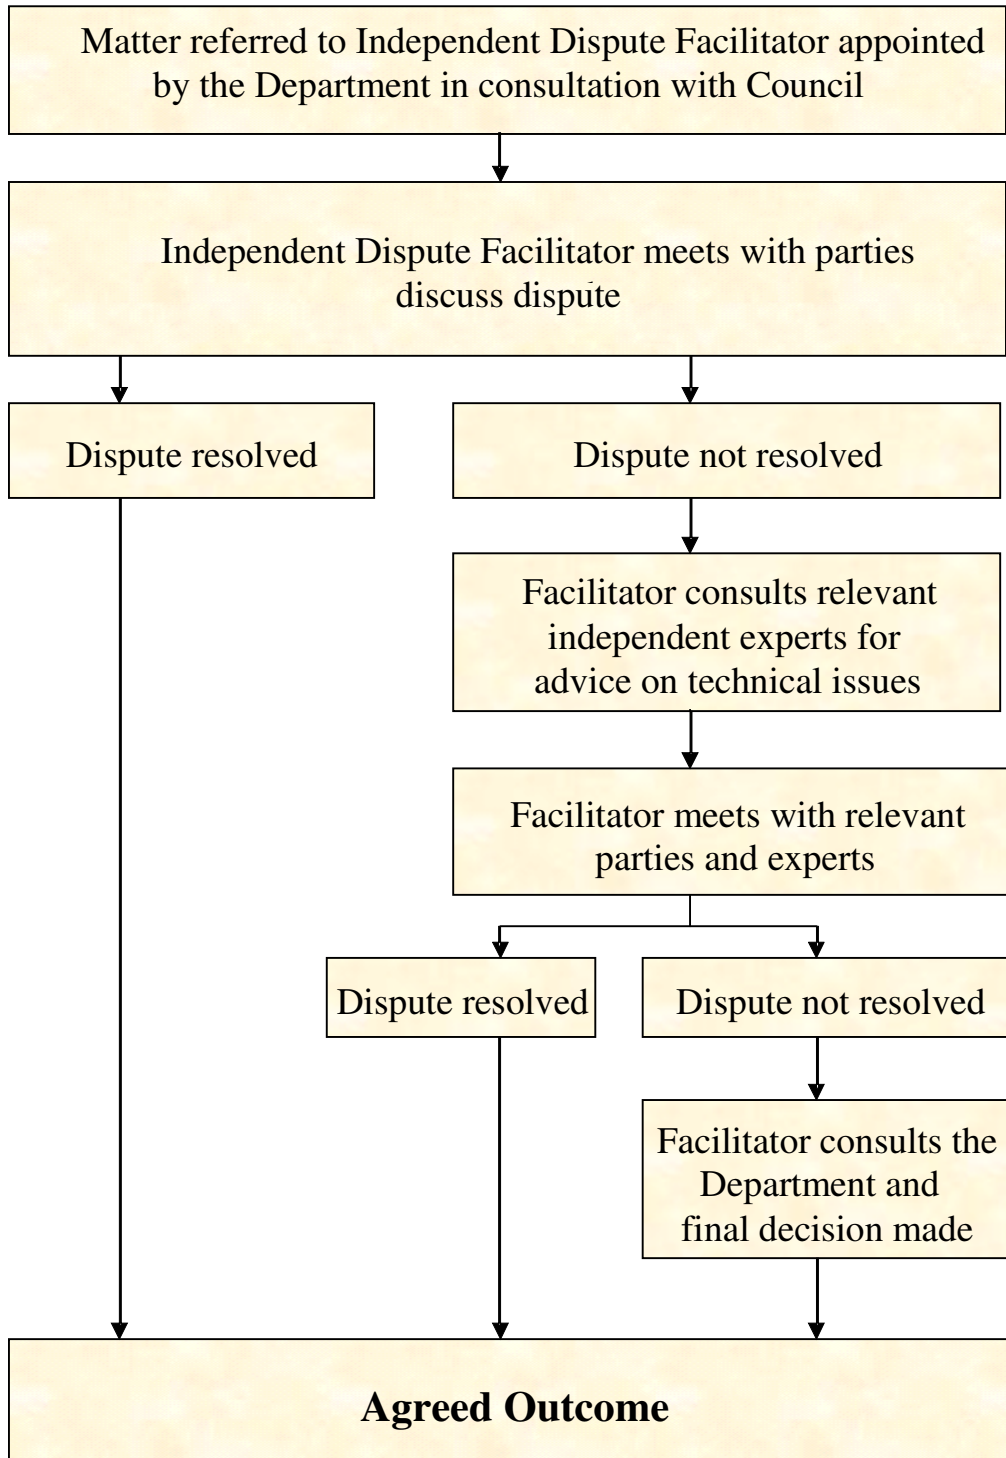 Matter referred to Independent Dispute Facilitator appointed
by the Department in consultation with Council
Independent Dispute Facilitator meets with parties
discuss dispute
Dispute resolved
Dispute not resolved
Facilitator consults relevant
independent experts for
advice on technical issues
Facilitator meets with relevant
parties and experts
Dispute resolved
Dispute not resolved
Facilitator consults the
Department and
final decision made
Agreed Outcome